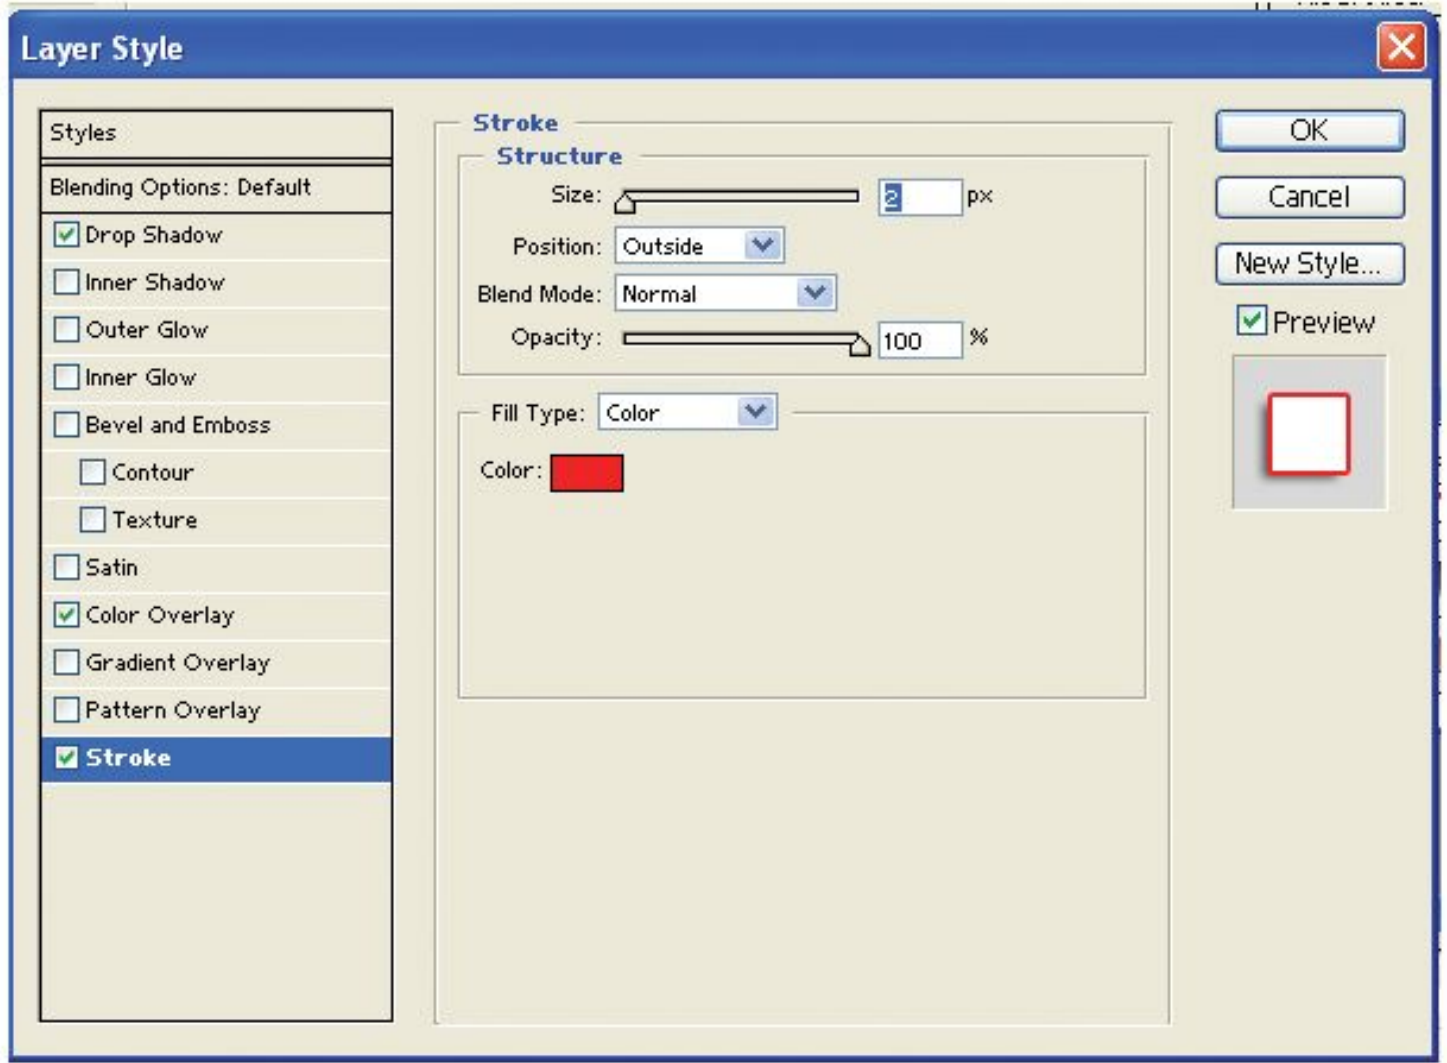 Layer Style
Styles
Blending Options: Default
Drop Shadow
Inner Shadow
Outer Glow
Inner Glow
Bevel and Emboss
Contour
Texture
Satin
Color Overlay
Gradient Overlay
Pattern Overlay
Stroke
Stroke
Structure
Size: 2 px
Position: Outside
Blend Mode: Normal
Opacity: 100 %
Fill Type: Color
Color:
OK
Cancel
New Style...
Preview